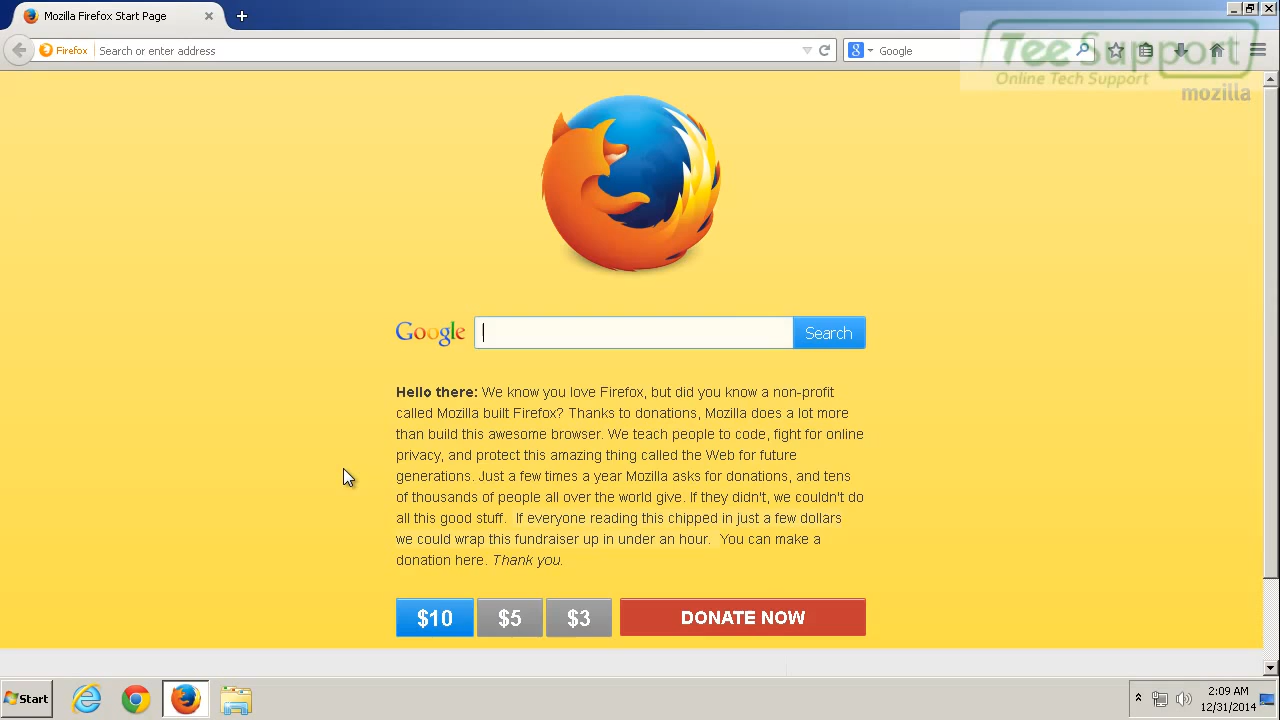 Mozilla Firefox Start Page
Firefox Search or enter address
Google
Tee Support
Online Tech Support
mozilla
Google Search
Hello there: We know you love Firefox, but did you know a non-profit
called Mozilla built Firefox? Thanks to donations, Mozilla does a lot more
than build this awesome browser. We teach people to code, fight for online
privacy, and protect this amazing thing called the Web for future
generations. Just a few times a year Mozilla asks for donations, and tens
of thousands of people all over the world give. If they didn't, we couldn't do
all this good stuff. If everyone reading this chipped in just a few dollars
we could wrap this fundraiser up in under an hour. You can make a
donation here. Thank you.
$10 $5 $3 DONATE NOW
Start
2:09 AM
12/31/2014